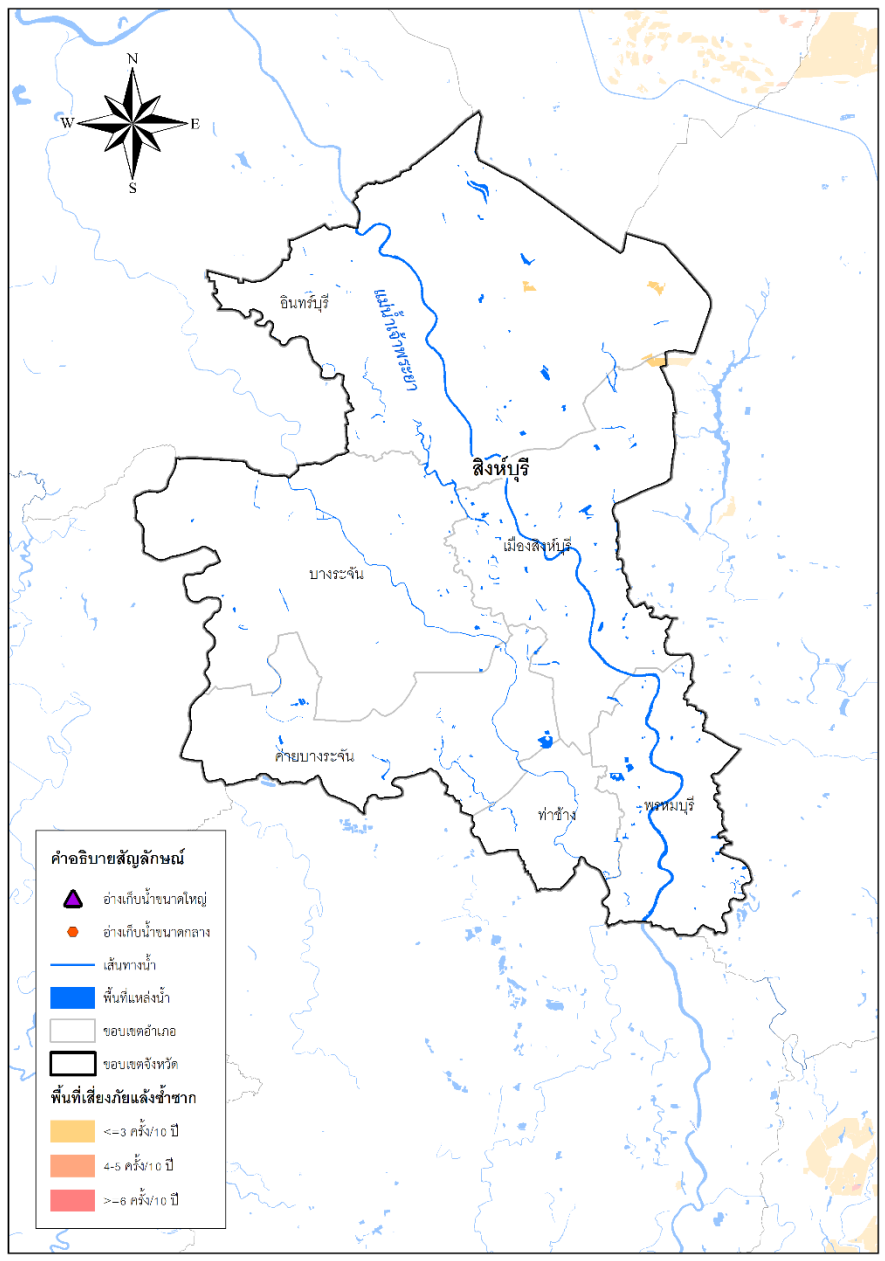 N
W
E
S
อินทร์บุรี
แม่น้ำเจ้าพระยา
สิงห์บุรี
เมืองสิงห์บุรี
บางระจัน
ค่ายบางระจัน
ท่าช้าง
พรหมบุรี
คำอธิบายสัญลักษณ์
อ่างเก็บน้ำขนาดใหญ่
อ่างเก็บน้ำขนาดกลาง
เส้นทางน้ำ
พื้นที่แหล่งน้ำ
ขอบเขตอำเภอ
ขอบเขตจังหวัด
พื้นที่เสี่ยงภัยแล้งซ้ำซาก
<=3 ครั้ง/10 ปี
4-5 ครั้ง/10 ปี
>=6 ครั้ง/10 ปี